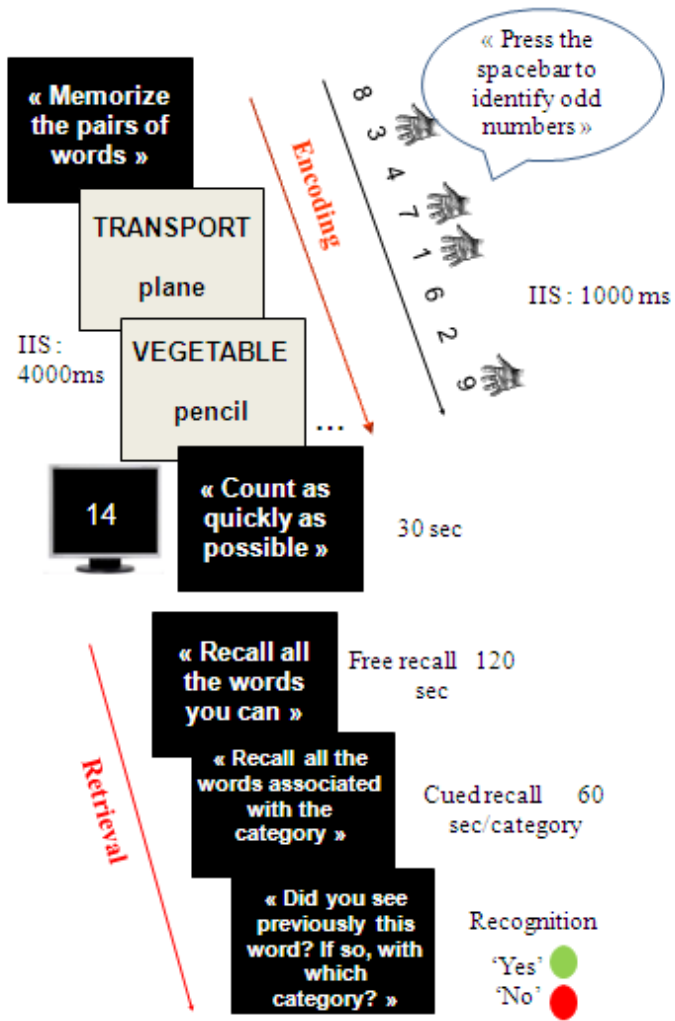 « Memorize
the pairs of
words »
TRANSPORT
plane
IIS :
4000ms
VEGETABLE
pencil
...
Encoding
8
3
4
7
1
6
2
9
« Press the
spacebar to
identify odd
numbers »
IIS : 1000 ms
14
« Count as
quickly as
possible »
30 sec
Retrieval
« Recall all
the words
you can »
Free recall 120
sec
« Recall all the
words associated
with the
category »
Cued recall 60
sec/category
« Did you see
previously this
word? If so, with
which
category? »
Recognition
‘Yes’
‘No’